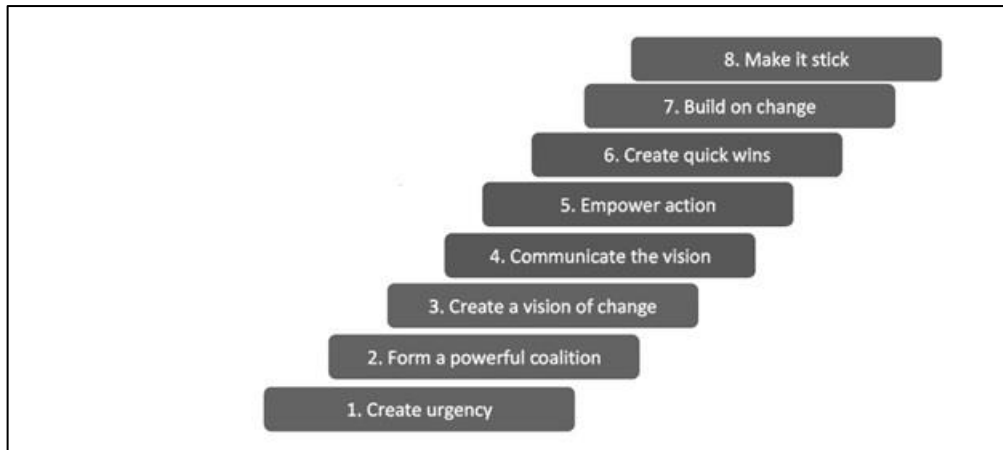 8. Make it stick
7. Build on change
6. Create quick wins
5. Empower action
4. Communicate the vision
3. Create a vision of change
2. Form a powerful coalition
1. Create urgency